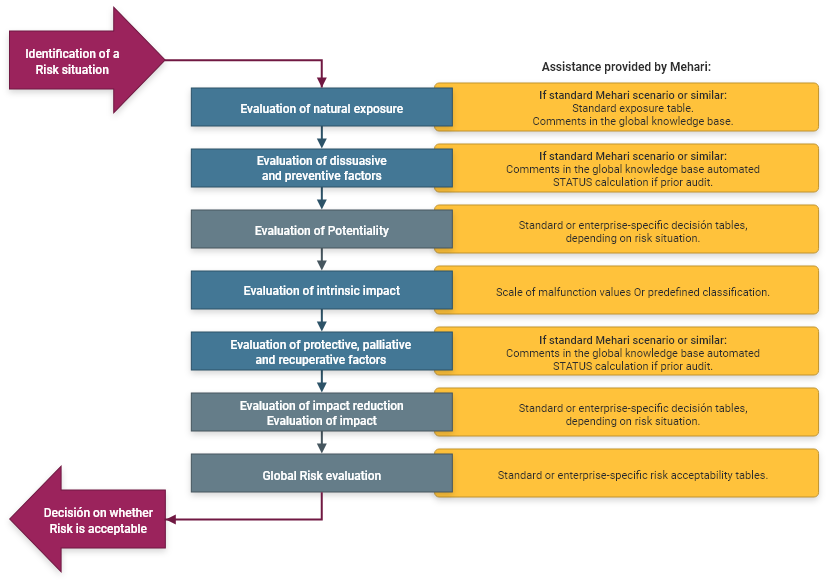 Identification of a
Risk situation
Assistance provided by Mehari:
Evaluation of natural exposure
If standard Mehari scenario or similar:
Standard exposure table.
Comments in the global knowledge base.
Evaluation of dissuasive
and preventive factors
If standard Mehari scenario or similar:
Comments in the global knowledge base automated
STATUS calculation if prior audit.
Evaluation of Potentiality
Standard or enterprise-specific decisión tables,
depending on risk situation.
Evaluation of intrinsic impact
Scale of malfunction values Or predefined classification.
Evaluation of protective, palliative
and recuperative factors
If standard Mehari scenario or similar:
Comments in the global knowledge base automated
STATUS calculation if prior audit.
Evaluation of impact reduction
Evaluation of impact
Standard or enterprise-specific decisión tables,
depending on risk situation.
Global Risk evaluation
Standard or enterprise-specific risk acceptability tables.
Decisión on whether
Risk is acceptable